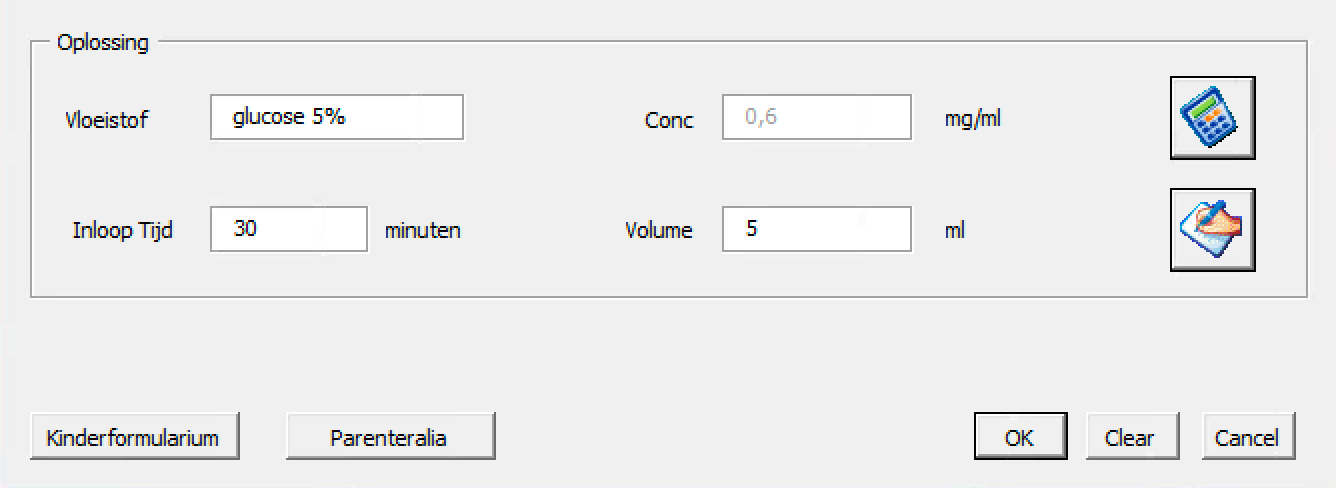 Oplossing
Vloeistof glucose 5% Conc 0,6 mg/ml
Inloop Tijd 30 minuten Volume 5 ml
Kinderformularium Parenteralia OK Clear Cancel